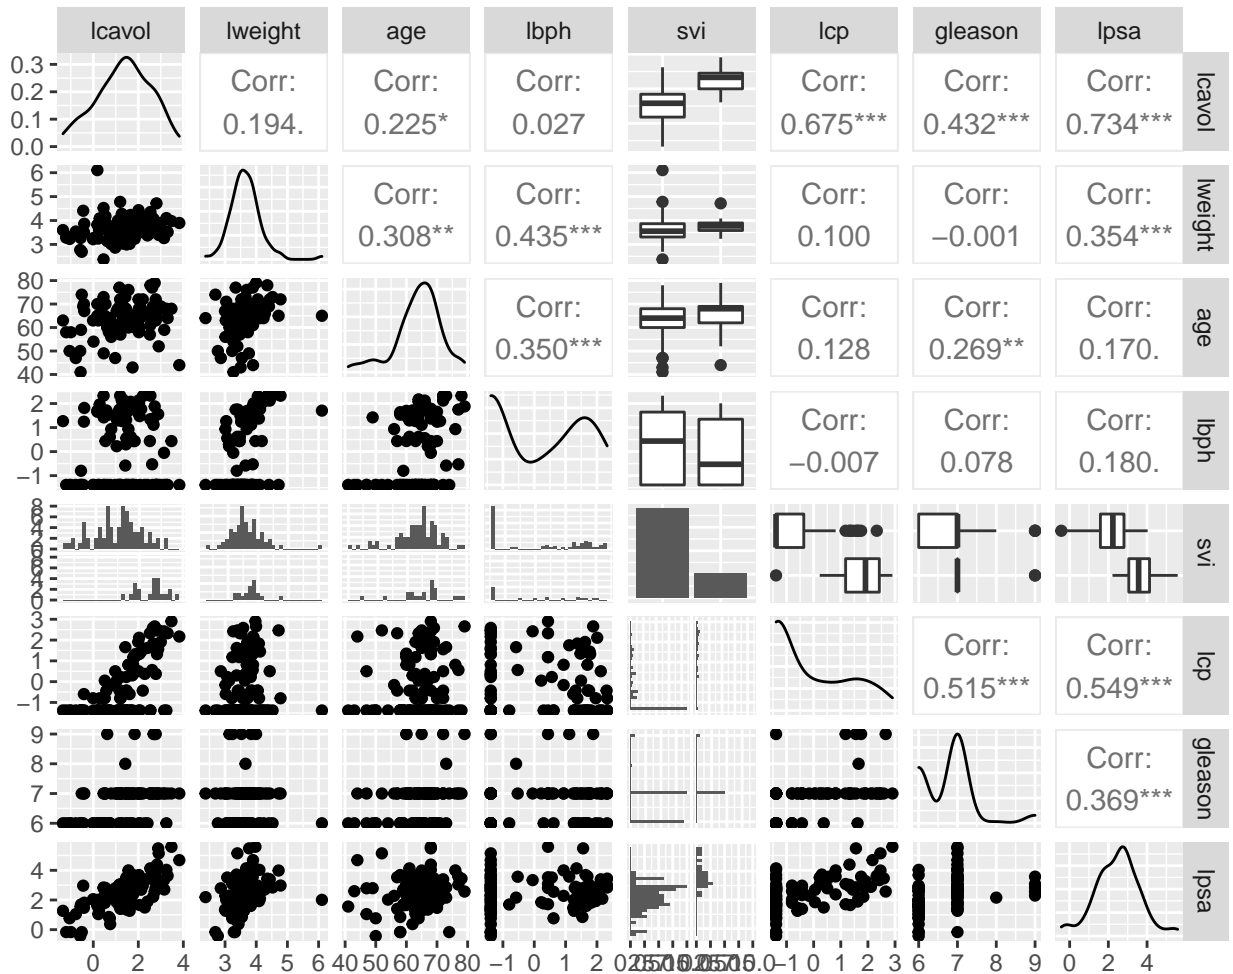 lcavol lweight age lbph svi lcp gleason lpsa
0.3
0.2
0.1
0.0
Corr:
0.194.
Corr:
0.225*
Corr:
0.027
Corr:
0.675***
Corr:
0.432***
Corr:
0.734***
lcavol
6
5
4
3
Corr:
0.308**
Corr:
0.435***
Corr:
0.100
Corr:
−0.001
Corr:
0.354***
lweight
80
70
60
50
40
Corr:
0.350***
Corr:
0.128
Corr:
0.269**
Corr:
0.170.
age
2
1
0
−1
Corr:
−0.007
Corr:
0.078
Corr:
0.180.
lbph
8
6
4
2
0
8
6
4
2
0
svi
3
2
1
0
−1
Corr:
0.515***
Corr:
0.549***
lcp
9
8
7
6
Corr:
0.369***
gleason
4
2
0
lpsa
0 2 4 3 4 5 6 40 50 60 70 80 −1 0 1 2 −1 0 1 2 3 6 7 8 9 0 2 4